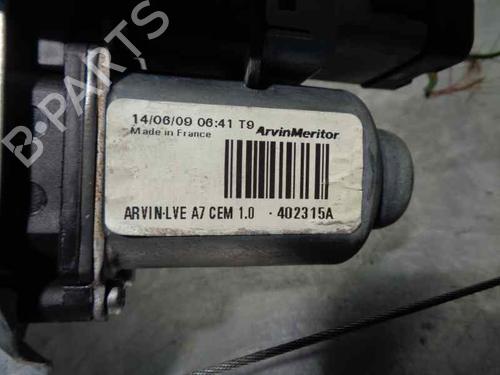 B-PARTS
14/06/09 06:41 T9
Made in France
ArvinMeritor
ARVIN-LVE A7 CEM 1.0 · 402315A